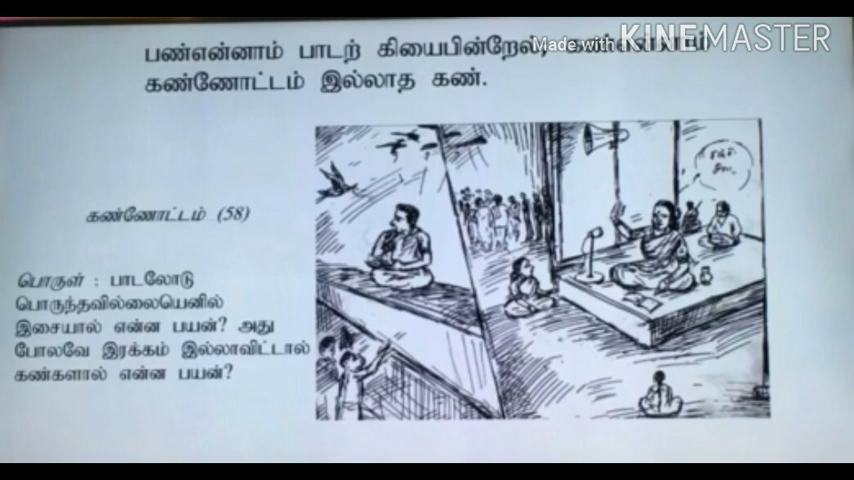 பண்என்னாம் பாடற் கியைபின்றேல்,
கண்ணோட்டம் இல்லாத கண்.
Made with KINEMASTER
கண்ணோட்டம் (58)
பொருள் : பாடலோடு
பொருந்தவில்லையெனில்
இசையால் என்ன பயன்? அது
போலவே இரக்கம் இல்லாவிட்டால்
கண்களால் என்ன பயன்?